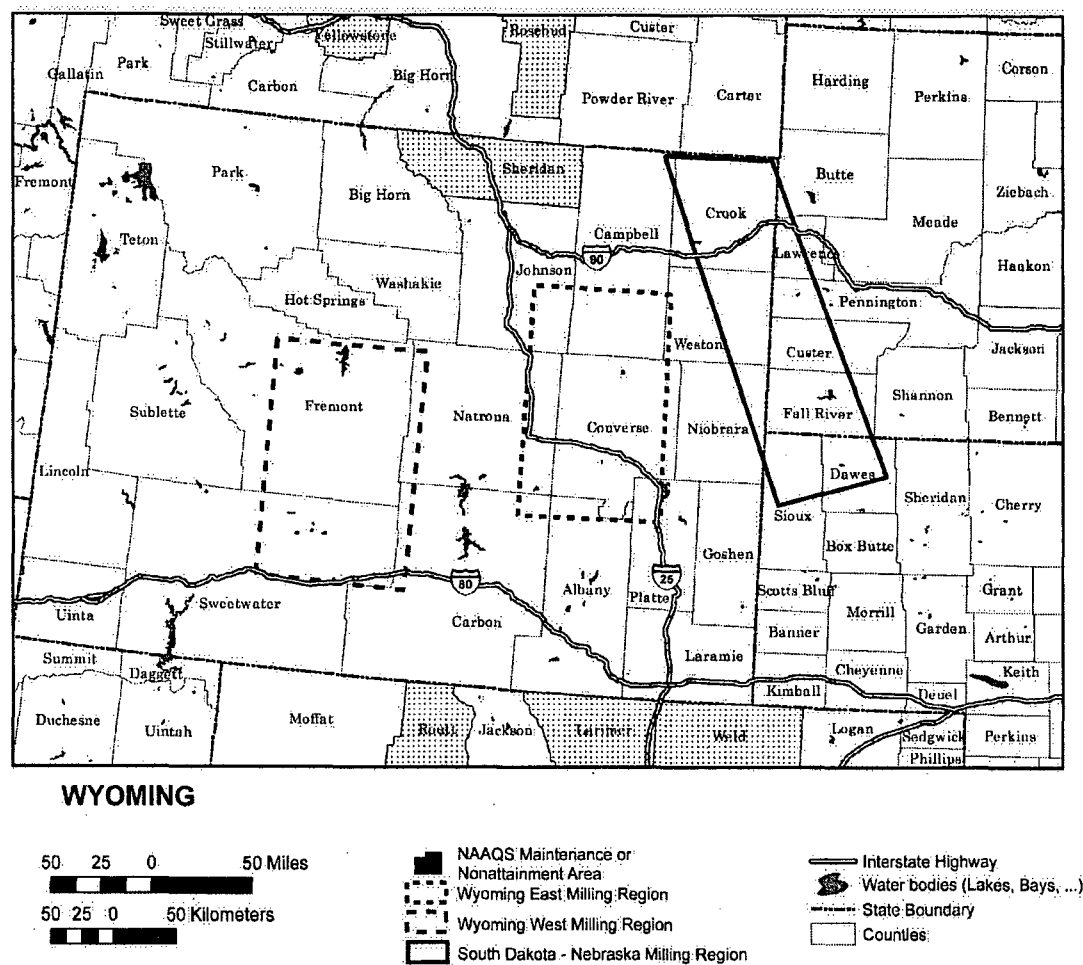 Sweet Grass
Stillwater
Yellowstone
Rosebud
Custer
Gallatin
Park
Carbon
Big Horn
Powder River
Carter
Harding
Perkins
Corson
Fremont
Park
Big Horn
Sheridan
Campbell
Crook
Butte
Meade
Ziebach
Teton
Johnson
90
Lawrence
Haakon
Hot Springs
Washakie
Pennington
Weston
Custer
Jackson
Sublette
Fremont
Natrona
Converse
Niobrara
Fall River
Shannon
Bennett
Lincoln
Dawes
Sheridan
Cherry
Sioux
Goshen
Box Butte
Uinta
Sweetwater
80
Carbon
Albany
Platte
25
Scotts Bluff
Morrill
Garden
Grant
Banner
Arthur
Summit
Daggett
Laramie
Cheyenne
Keith
Kimball
Deuel
Duchesne
Uintah
Moffat
Routt
Jackson
Larimer
Weld
Logan
Sedgwick
Perkins
Phillips
WYOMING
50 25 0 50 Miles
50 25 0 50 Kilometers
NAAQS Maintenance or
Nonattainment Area
Wyoming East Milling Region
Wyoming West Milling Region
South Dakota - Nebraska Milling Region
Interstate Highway
Water bodies (Lakes, Bays, ...)
State Boundary
Counties